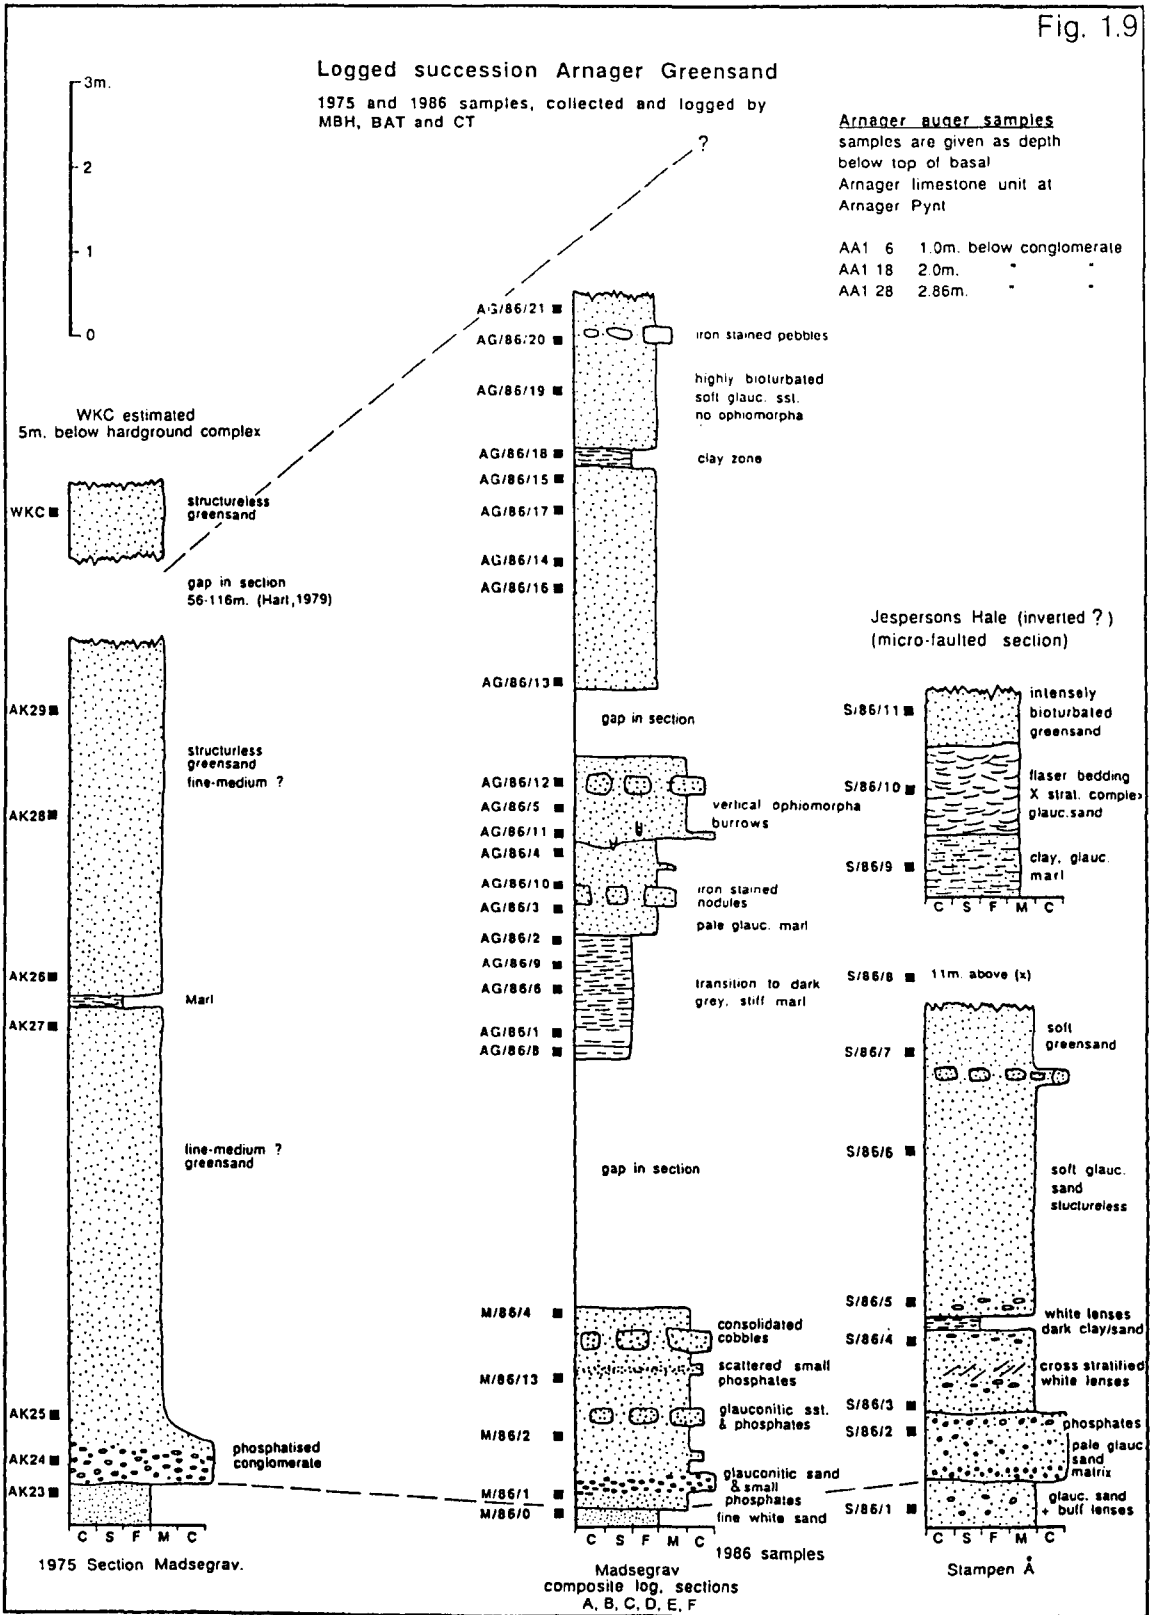 Fig. 1.9
Logged succession Arnager Greensand
1975 and 1986 samples, collected and logged by
MBH, BAT and CT
3m.
2
1
0
?
Arnager auger samples
samples are given as depth
below top of basal
Arnager limestone unit at
Arnager Pynt
AA1 6 1.0m. below conglomerate
AA1 18 2.0m. " "
AA1 28 2.86m. " "
WKC estimated
5m. below hardground complex
WKC
structureless
greensand
gap in section
56-116m. (Hart, 1979)
AK29
structurless
greensand
fine-medium ?
AK28
AK26
Marl
AK27
fine-medium ?
greensand
AK25
phosphatised
conglomerate
AK24
AK23
C S F M C
1975 Section Madsegrav.
AG/86/21
AG/86/20
iron stained pebbles
AG/86/19
highly bioturbated
soft glauc. sst.
no ophiomorpha
AG/86/18
clay zone
AG/86/15
AG/86/17
AG/86/14
AG/86/16
AG/86/13
gap in section
AG/86/12
AG/86/5
vertical ophiomorpha
burrows
AG/86/11
AG/86/4
AG/86/10
iron stained
nodules
AG/86/3
pale glauc. marl
AG/86/2
AG/86/9
AG/86/6
transition to dark
grey, stiff marl
AG/86/1
AG/86/8
gap in section
M/86/4
consolidated
cobbles
scattered small
phosphates
M/86/13
glauconitic sst.
& phosphates
M/86/2
glauconitic sand
& small
phosphates
M/86/1
M/86/0
fine white sand
C S F M C
1986 samples
Madsegrav
composite log, sections
A, B, C, D, E, F
Jespersons Hale (inverted ?)
(micro-faulted section)
S/86/11
intensely
bioturbated
greensand
S/86/10
flaser bedding
X strat. complex
glauc.sand
S/86/9
clay, glauc.
marl
C S F M C
S/86/8
11m. above (x)
soft
greensand
S/86/7
S/86/6
soft glauc.
sand
stuctureless
S/86/5
white lenses
dark clay/sand
S/86/4
cross stratified
white lenses
S/86/3
phosphates
S/86/2
pale glauc.
sand
matrix
S/86/1
glauc. sand
+ buff lenses
C S F M C
Stampen Å